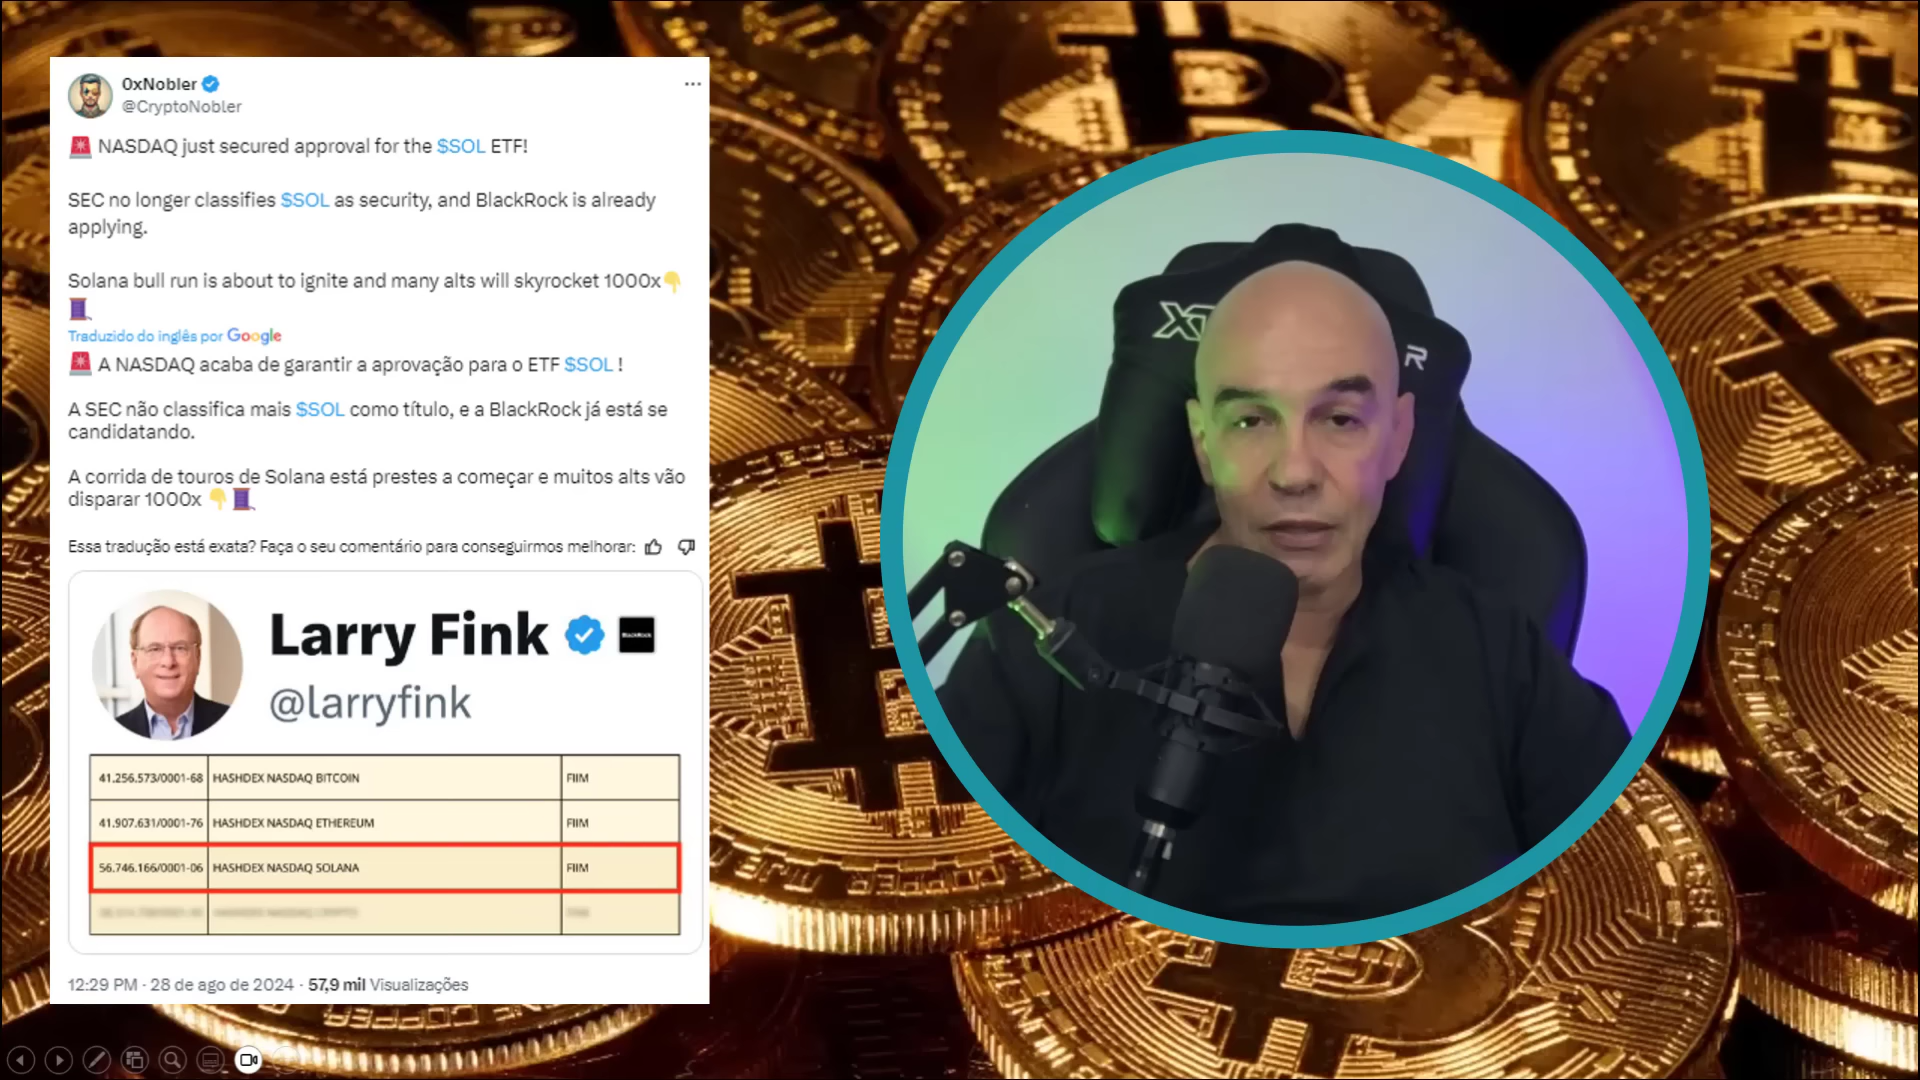 0xNobler
@CryptoNobler
NASDAQ just secured approval for the $SOL ETF!
SEC no longer classifies $SOL as security, and BlackRock is already
applying.
Solana bull run is about to ignite and many alts will skyrocket 1000x
Traduzido do inglês por Google
A NASDAQ acaba de garantir a aprovação para o ETF $SOL !
A SEC não classifica mais $SOL como título, e a BlackRock já está se
candidatando.
A corrida de touros de Solana está prestes a começar e muitos alts vão
disparar 1000x
Essa tradução está exata? Faça o seu comentário para conseguirmos melhorar:
Larry Fink
BlackRock
@larryfink
41.256.573/0001-68 HASHDEX NASDAQ BITCOIN FIIM
41.907.631/0001-76 HASHDEX NASDAQ ETHEREUM FIIM
56.746.166/0001-06 HASHDEX NASDAQ SOLANA FIIM
12:29 PM · 28 de ago de 2024 · 57,9 mil Visualizações